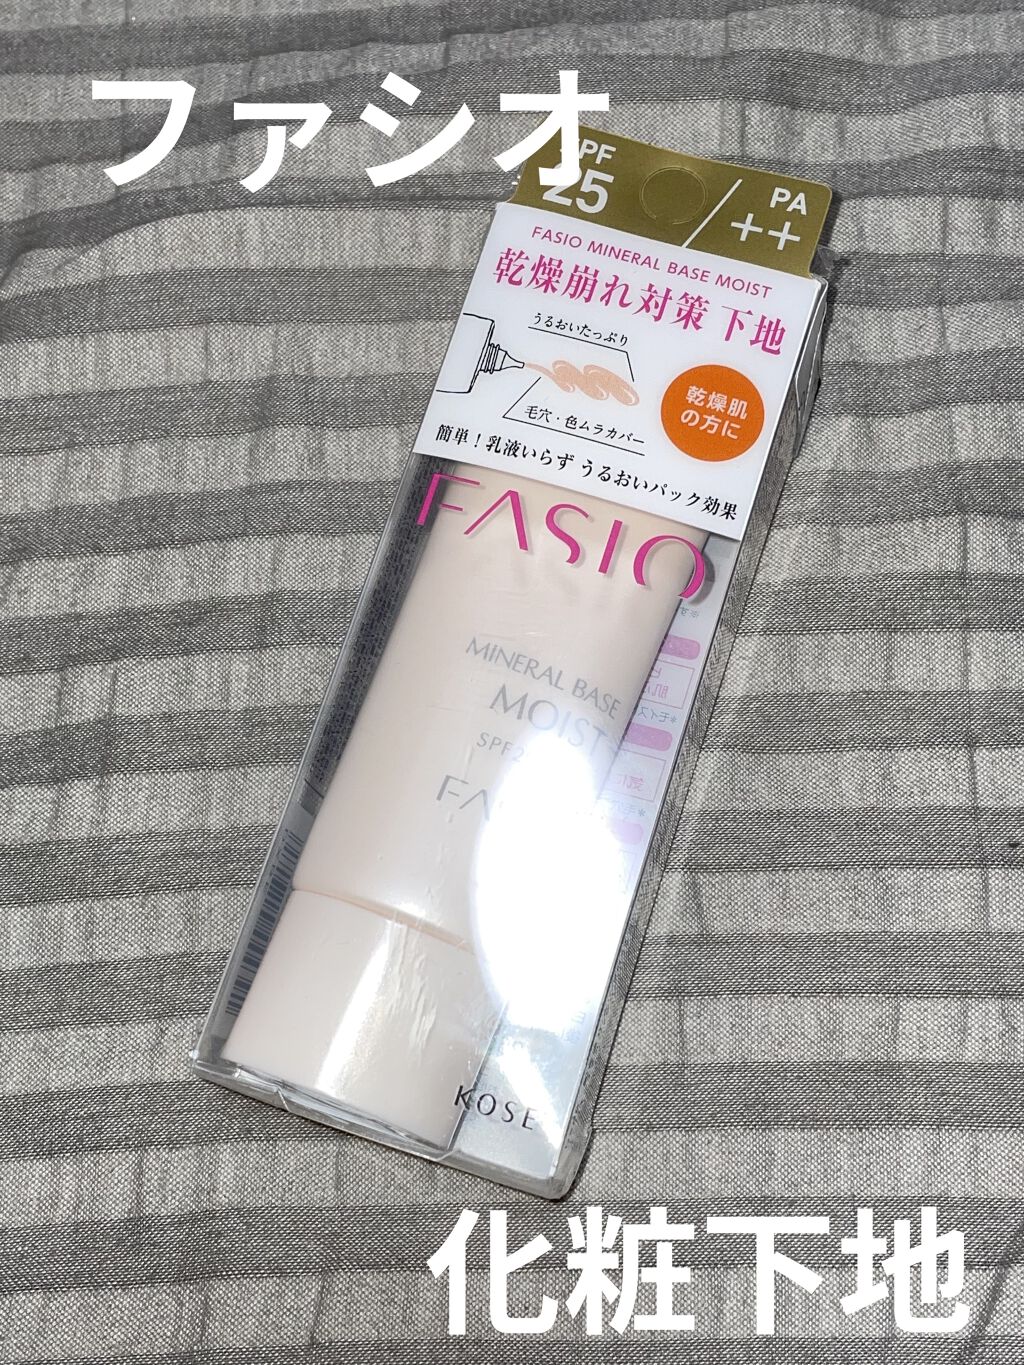 ファシオ
SPF
25
PA
++
FASIO MINERAL BASE MOIST
乾燥崩れ対策 下地
うるおいたっぷり
乾燥肌
の方に
毛穴・色ムラカバー
簡単！乳液いらず うるおいパック効果
FASIO
MINERAL BASE
MOIST
SPF2
FA
KOSE
化粧下地